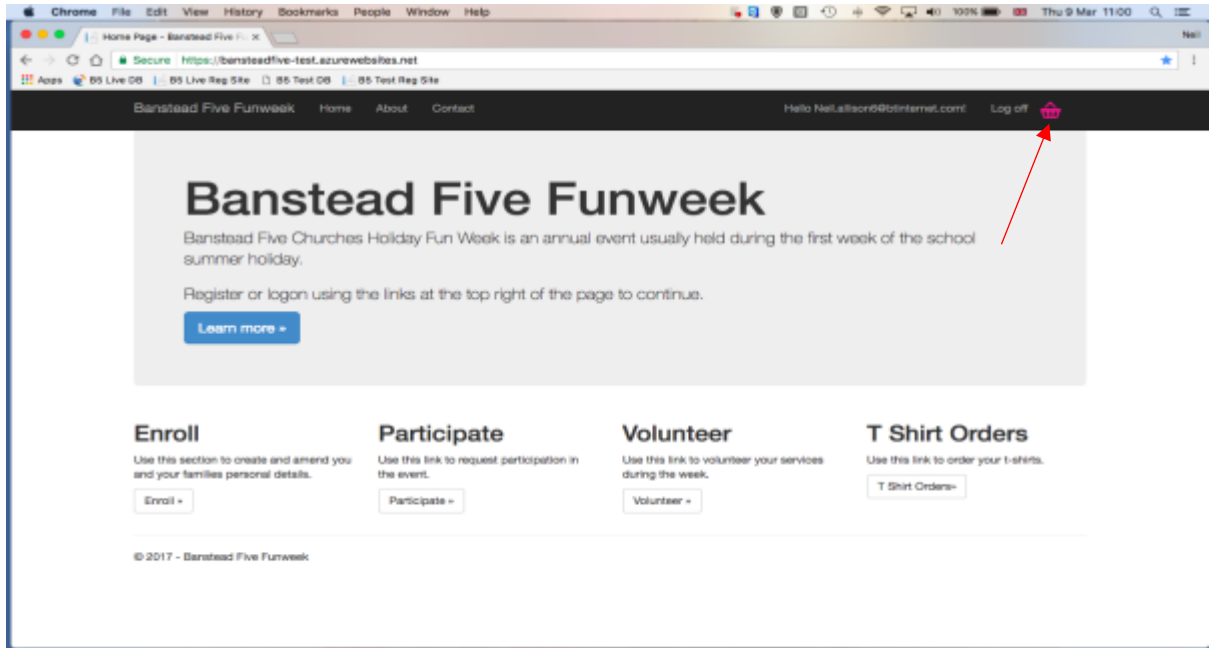 Chrome File Edit View History Bookmarks People Window Help 100% Thu 9 Mar 11:00
Home Page - Banstead Five F Neil
Secure https://bansteadfive-test.azurewebsites.net
Apps B5 Live DB B5 Live Reg Site B5 Test DB B5 Test Reg Site
Banstead Five Funweek Home About Contact Hello Neil.allison6@btinternet.com! Log off
Banstead Five Funweek
Banstead Five Churches Holiday Fun Week is an annual event usually held during the first week of the school
summer holiday.
Register or logon using the links at the top right of the page to continue.
Learn more »
Enroll
Use this section to create and amend you
and your families personal details.
Enroll »
Participate
Use this link to request participation in
the event.
Participate »
Volunteer
Use this link to volunteer your services
during the week.
Volunteer »
T Shirt Orders
Use this link to order your t-shirts.
T Shirt Orders»
© 2017 - Banstead Five Funweek